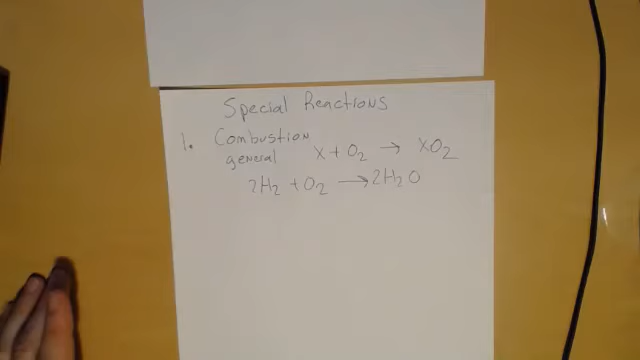 Special Reactions
1. Combustion
general X + O2 → XO2
2H2 + O2 → 2H2O